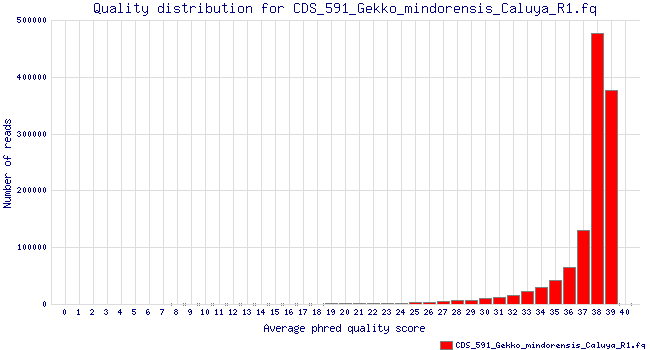 Quality distribution for CDS_591_Gekko_mindorensis_Caluya_R1.fq
Number of reads
500000
400000
300000
200000
100000
0
0 1 2 3 4 5 6 7 8 9 10 11 12 13 14 15 16 17 18 19 20 21 22 23 24 25 26 27 28 29 30 31 32 33 34 35 36 37 38 39 40
Average phred quality score
CDS_591_Gekko_mindorensis_Caluya_R1.fq